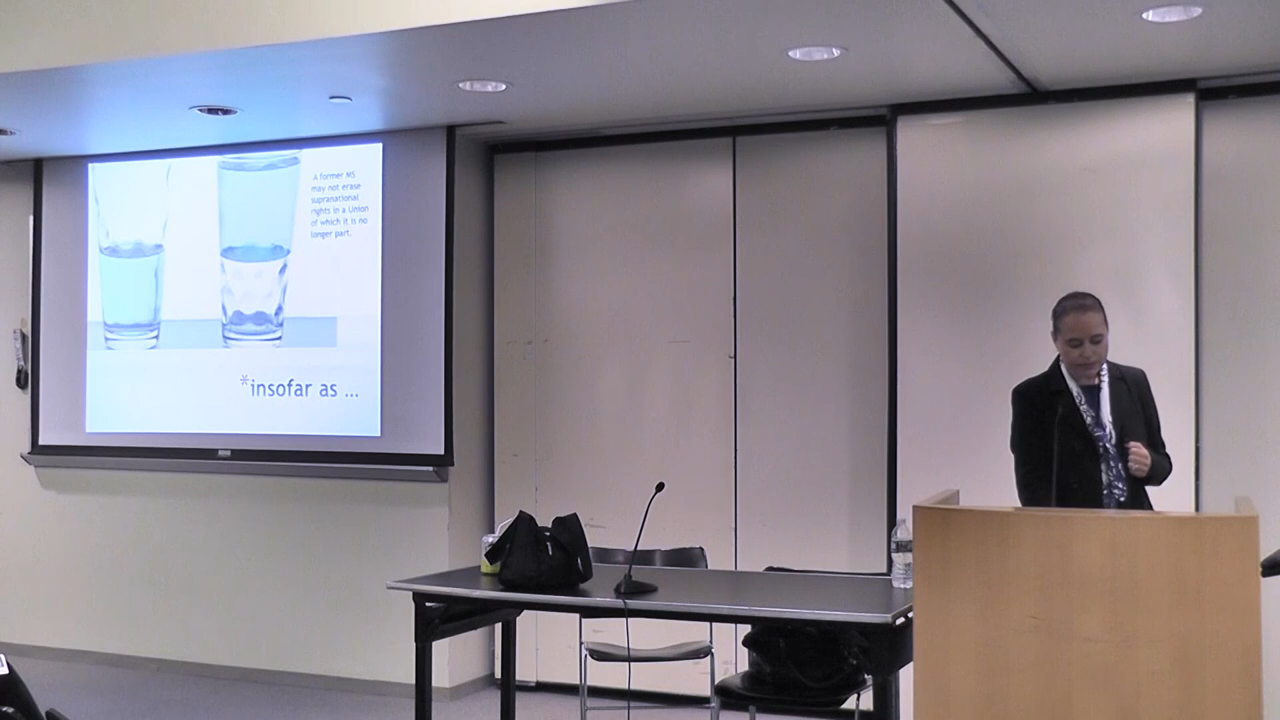 A former MS
may not erase
supranational
rights in a Union
of which it is no
longer part.
*insofar as ...